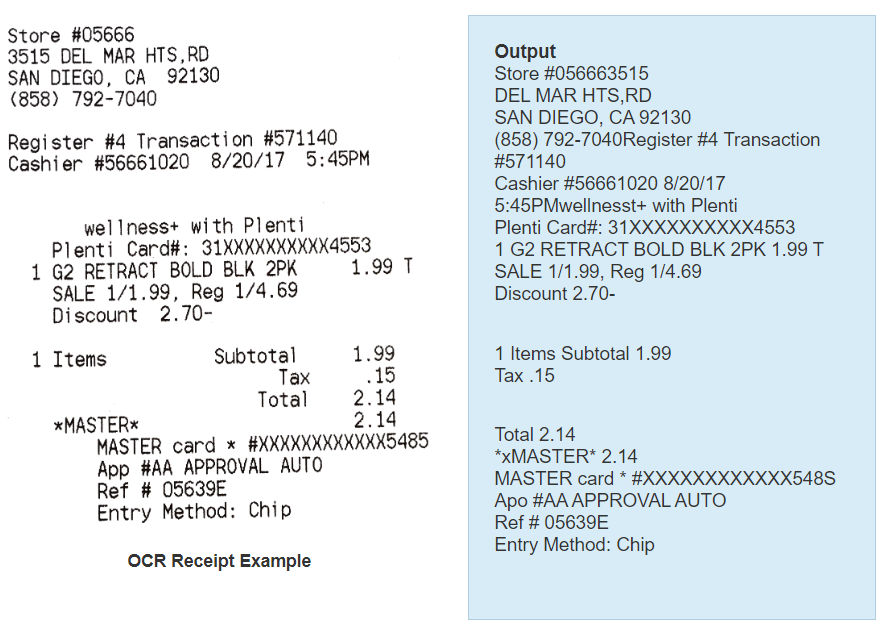 Store #05666
3515 DEL MAR HTS,RD
SAN DIEGO, CA 92130
(858) 792-7040
Register #4 Transaction #571140
Cashier #56661020 8/20/17 5:45PM
wellness+ with Plenti
Plenti Card#: 31XXXXXXXXXX4553
1 G2 RETRACT BOLD BLK 2PK 1.99 T
SALE 1/1.99, Reg 1/4.69
Discount 2.70-
1 Items Subtotal 1.99
Tax .15
Total 2.14
*MASTER* 2.14
MASTER card * #XXXXXXXXXXXX5485
App #AA APPROVAL AUTO
Ref # 05639E
Entry Method: Chip
OCR Receipt Example
Output
Store #056663515
DEL MAR HTS,RD
SAN DIEGO, CA 92130
(858) 792-7040Register #4 Transaction
#571140
Cashier #56661020 8/20/17
5:45PMwellnesst+ with Plenti
Plenti Card#: 31XXXXXXXXXX4553
1 G2 RETRACT BOLD BLK 2PK 1.99 T
SALE 1/1.99, Reg 1/4.69
Discount 2.70-
1 Items Subtotal 1.99
Tax .15
Total 2.14
*xMASTER* 2.14
MASTER card * #XXXXXXXXXXXX548S
Apo #AA APPROVAL AUTO
Ref # 05639E
Entry Method: Chip